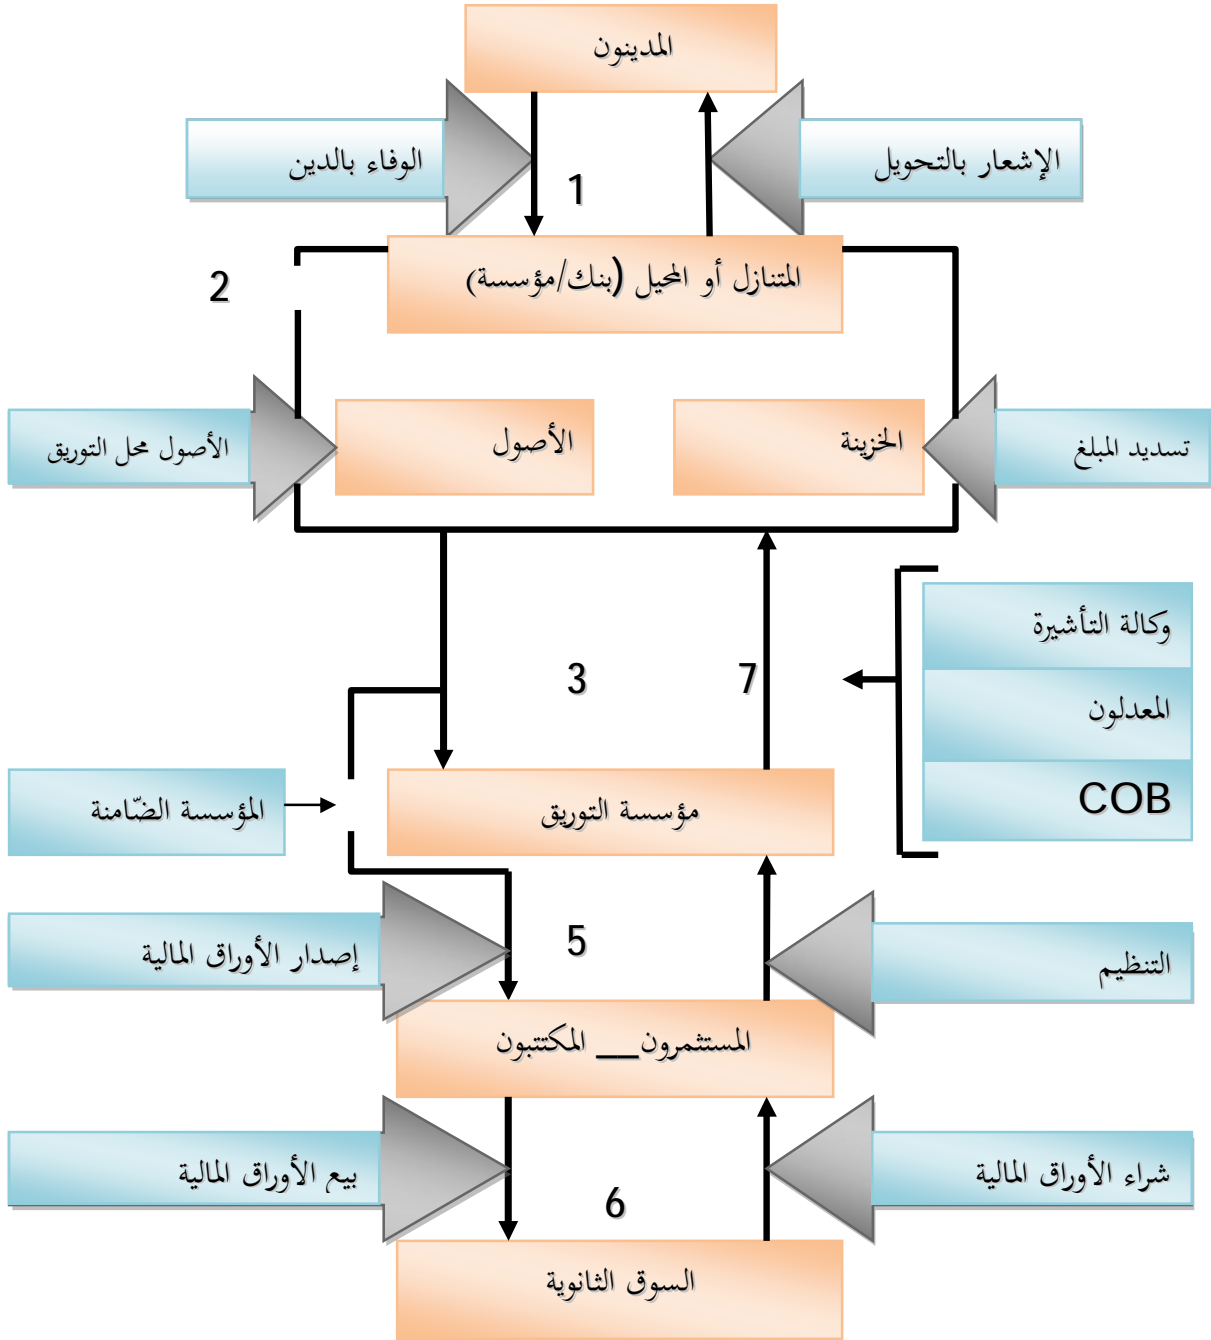 المدينون
الإشعار بالتحويل
الوفاء بالدين
1
المتنازل أو المحيل (بنك/مؤسسة)
2
تسديد المبلغ
الخزينة
الأصول
الأصول محل التوريق
وكالة التأشيرة
المعدلون
COB
7
3
مؤسسة التوريق
المؤسسة الضّامنة
التنظيم
5
إصدار الأوراق المالية
المستثمرون__ المكتتبون
شراء الأوراق المالية
بيع الأوراق المالية
6
السوق الثانوية